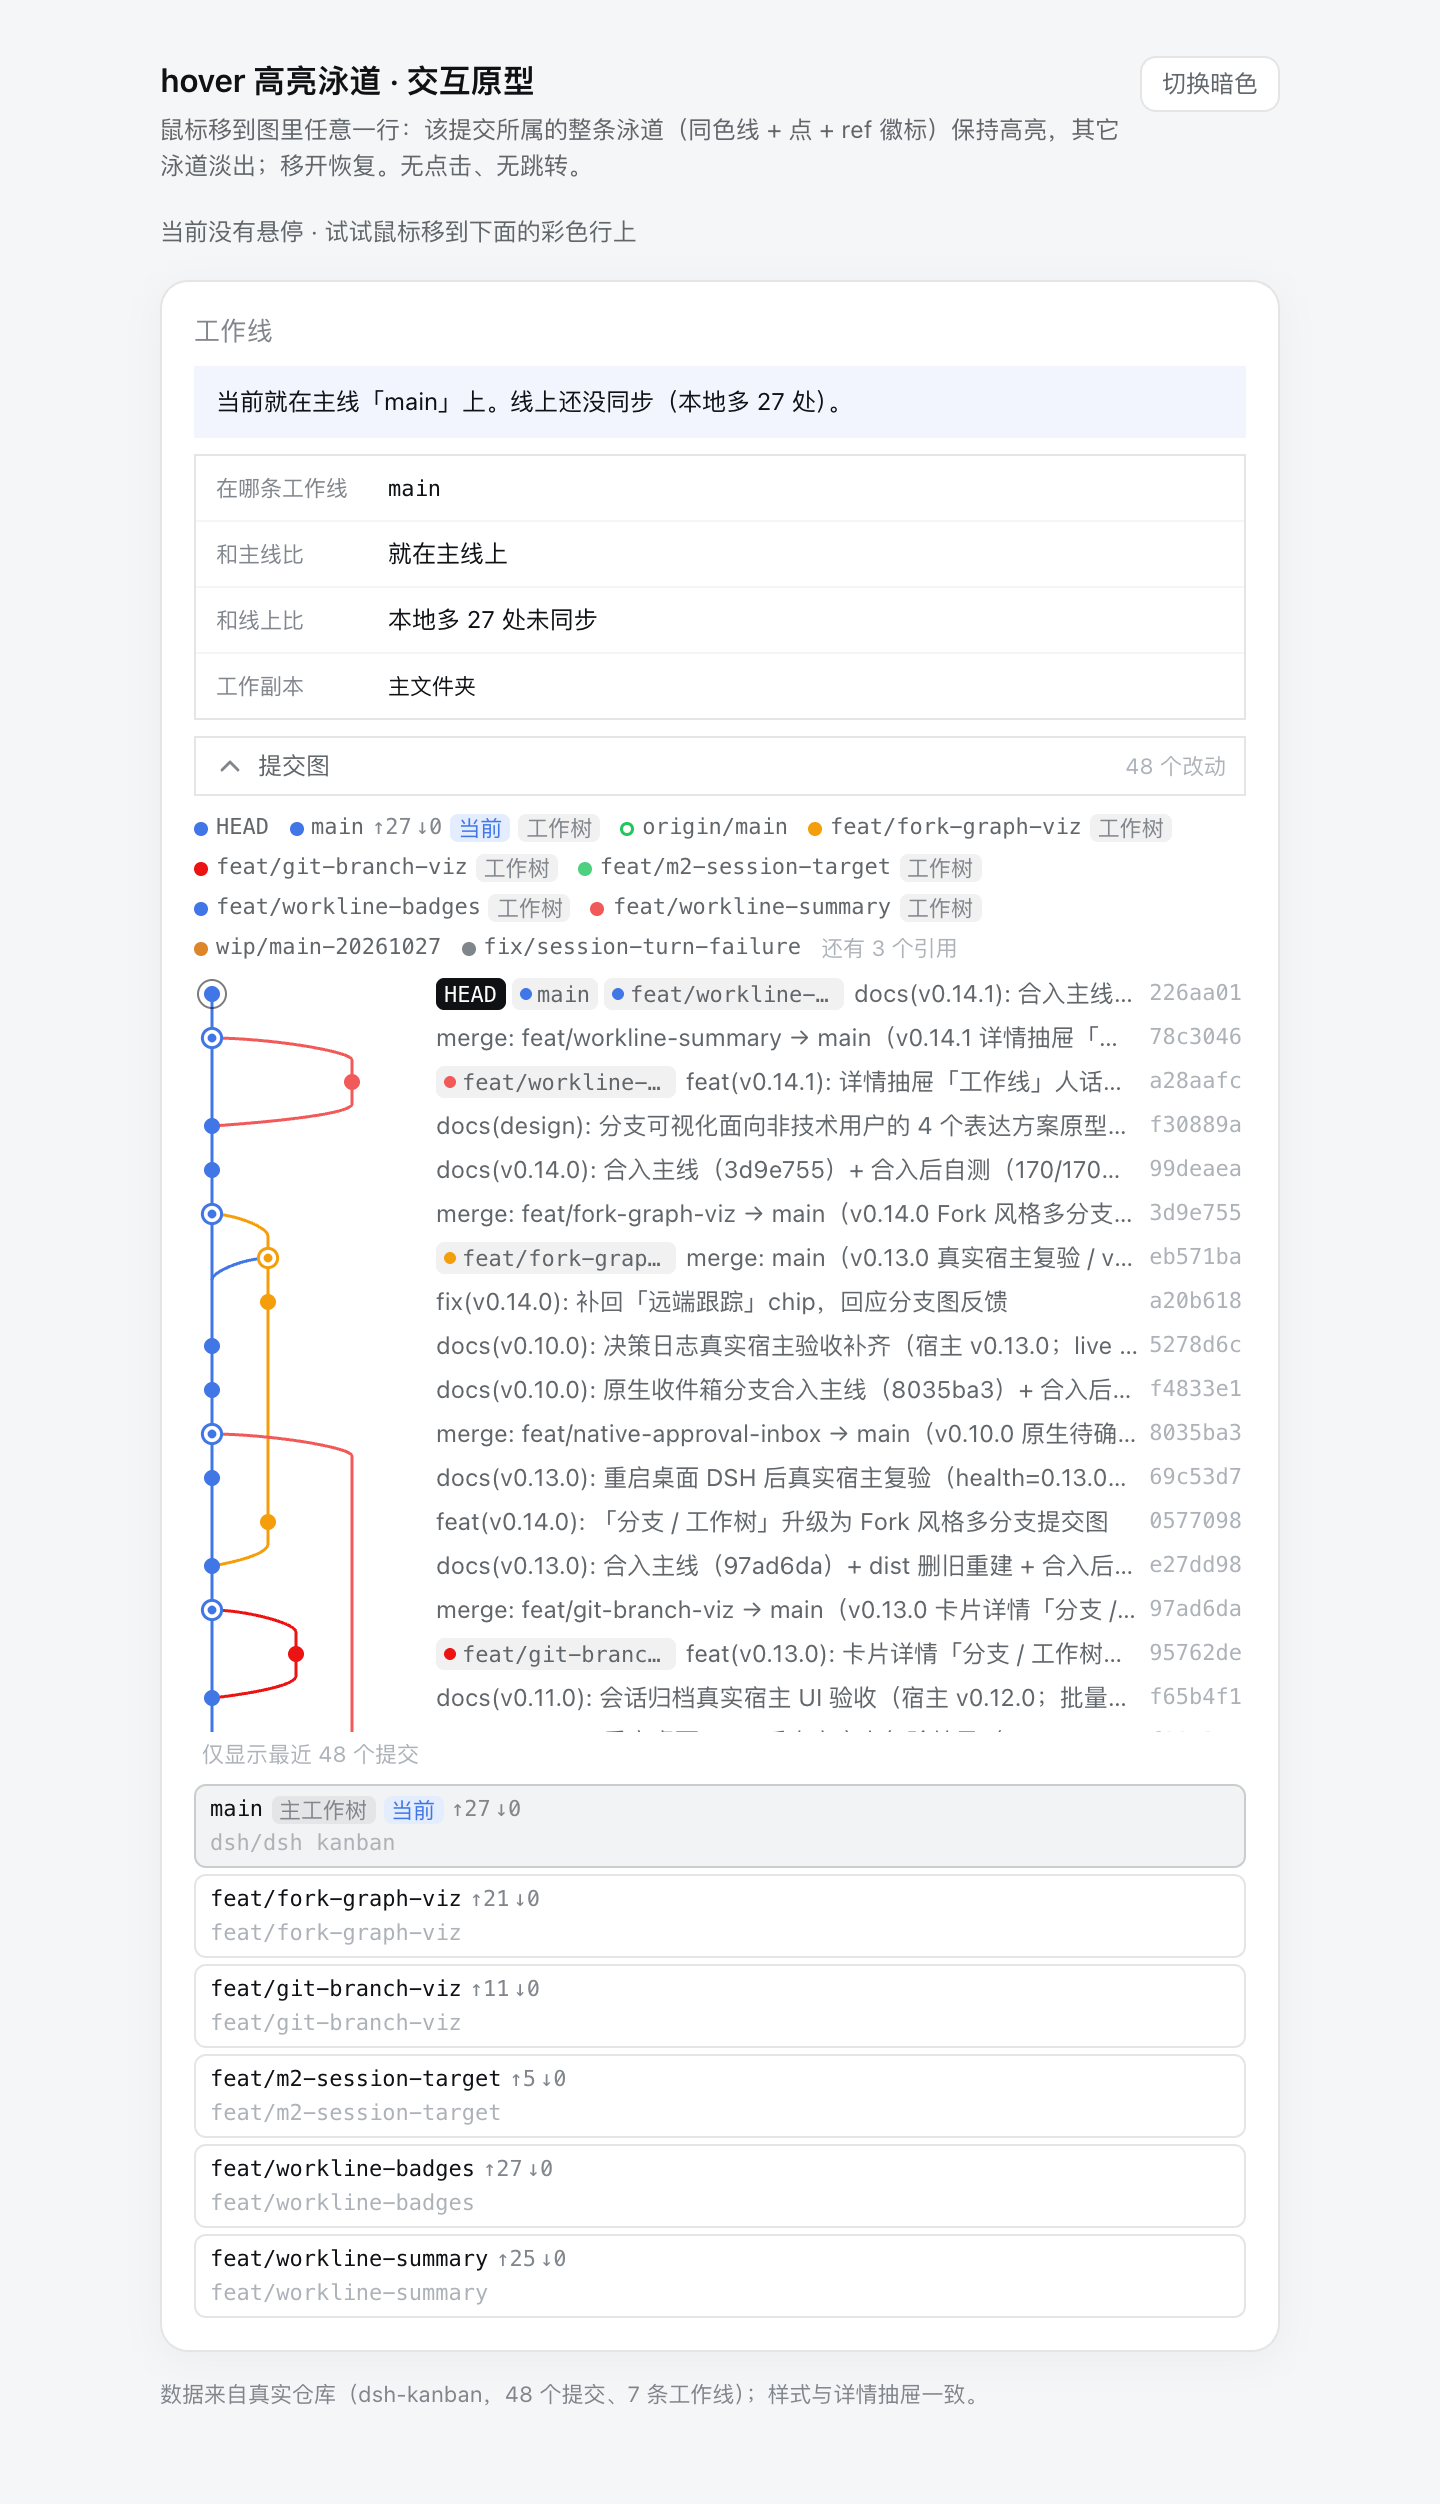 hover 高亮泳道 · 交互原型
切换暗色
鼠标移到图里任意一行：该提交所属的整条泳道（同色线 + 点 + ref 徽标）保持高亮，其它
泳道淡出；移开恢复。无点击、无跳转。
当前没有悬停 · 试试鼠标移到下面的彩色行上
工作线
当前就在主线「main」上。线上还没同步（本地多 27 处）。
在哪条工作线 main
和主线比 就在主线上
和线上比 本地多 27 处未同步
工作副本 主文件夹
提交图 48 个改动
HEAD main ↑27↓0 当前 工作树 origin/main feat/fork-graph-viz 工作树
feat/git-branch-viz 工作树 feat/m2-session-target 工作树
feat/workline-badges 工作树 feat/workline-summary 工作树
wip/main-20261027 fix/session-turn-failure 还有 3 个引用
HEAD main feat/workline-… docs(v0.14.1): 合入主线… 226aa01
merge: feat/workline-summary → main（v0.14.1 详情抽屉「… 78c3046
feat/workline-… feat(v0.14.1): 详情抽屉「工作线」人话… a28aafc
docs(design): 分支可视化面向非技术用户的 4 个表达方案原型… f30889a
docs(v0.14.0): 合入主线（3d9e755）+ 合入后自测（170/170… 99deaea
merge: feat/fork-graph-viz → main（v0.14.0 Fork 风格多分支… 3d9e755
feat/fork-grap… merge: main（v0.13.0 真实宿主复验 / v… eb571ba
fix(v0.14.0): 补回「远端跟踪」chip，回应分支图反馈 a20b618
docs(v0.10.0): 决策日志真实宿主验收补齐（宿主 v0.13.0；live … 5278d6c
docs(v0.10.0): 原生收件箱分支合入主线（8035ba3）+ 合入后… f4833e1
merge: feat/native-approval-inbox → main（v0.10.0 原生待确… 8035ba3
docs(v0.13.0): 重启桌面 DSH 后真实宿主复验（health=0.13.0… 69c53d7
feat(v0.14.0): 「分支 / 工作树」升级为 Fork 风格多分支提交图 0577098
docs(v0.13.0): 合入主线（97ad6da）+ dist 删旧重建 + 合入后… e27dd98
merge: feat/git-branch-viz → main（v0.13.0 卡片详情「分支 /… 97ad6da
feat/git-branc… feat(v0.13.0): 卡片详情「分支 / 工作树… 95762de
docs(v0.11.0): 会话归档真实宿主 UI 验收（宿主 v0.12.0；批量… f65b4f1
仅显示最近 48 个提交
main 主工作树 当前 ↑27↓0
dsh/dsh kanban
feat/fork-graph-viz ↑21↓0
feat/fork-graph-viz
feat/git-branch-viz ↑11↓0
feat/git-branch-viz
feat/m2-session-target ↑5↓0
feat/m2-session-target
feat/workline-badges ↑27↓0
feat/workline-badges
feat/workline-summary ↑25↓0
feat/workline-summary
数据来自真实仓库（dsh-kanban，48 个提交、7 条工作线）；样式与详情抽屉一致。